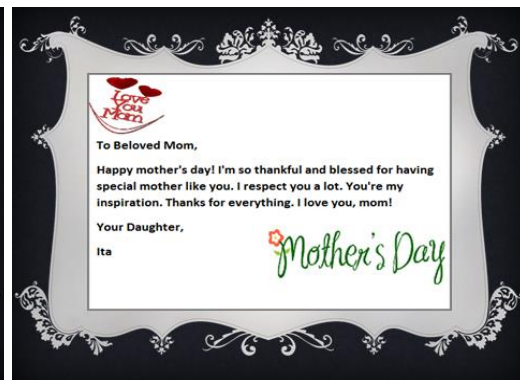 Love
You
Mom
To Beloved Mom,
Happy mother's day! I'm so thankful and blessed for having
special mother like you. I respect you a lot. You're my
inspiration. Thanks for everything. I love you, mom!
Your Daughter,
Ita
Mother's Day